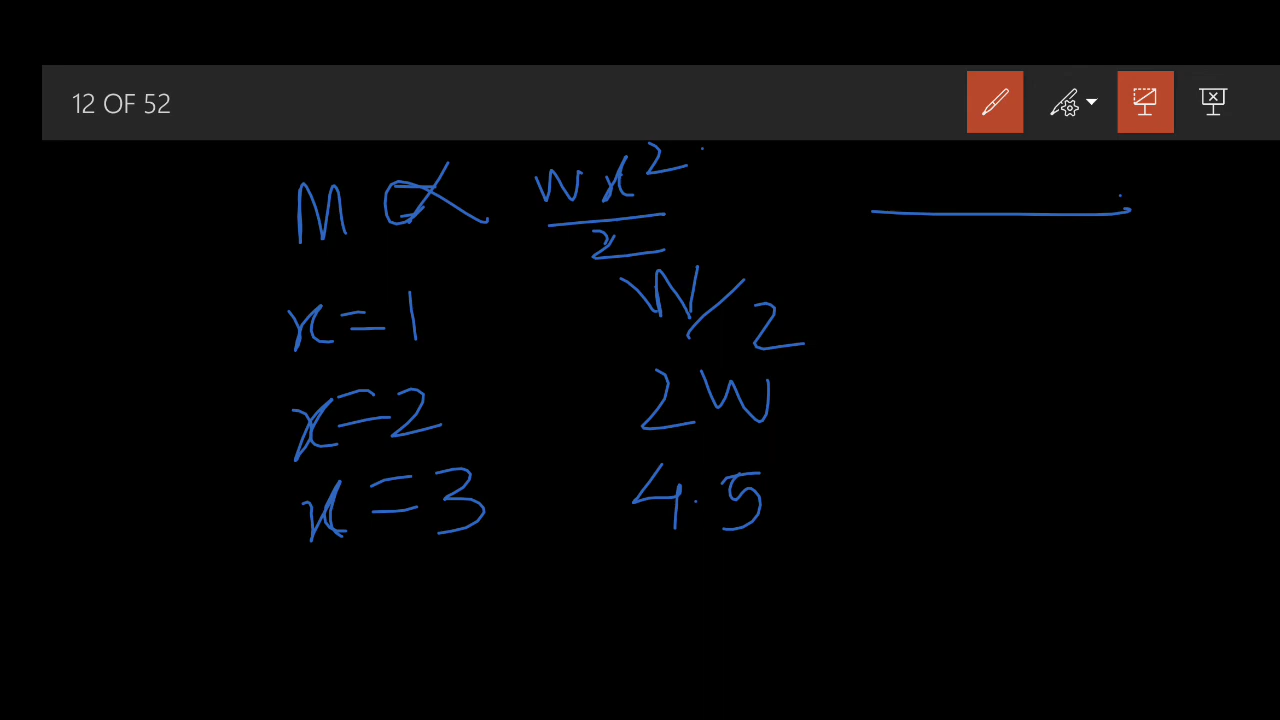 12 OF 52
M ∝ wx²/2
x=1 W/2
x=2 2W
x=3 4.5